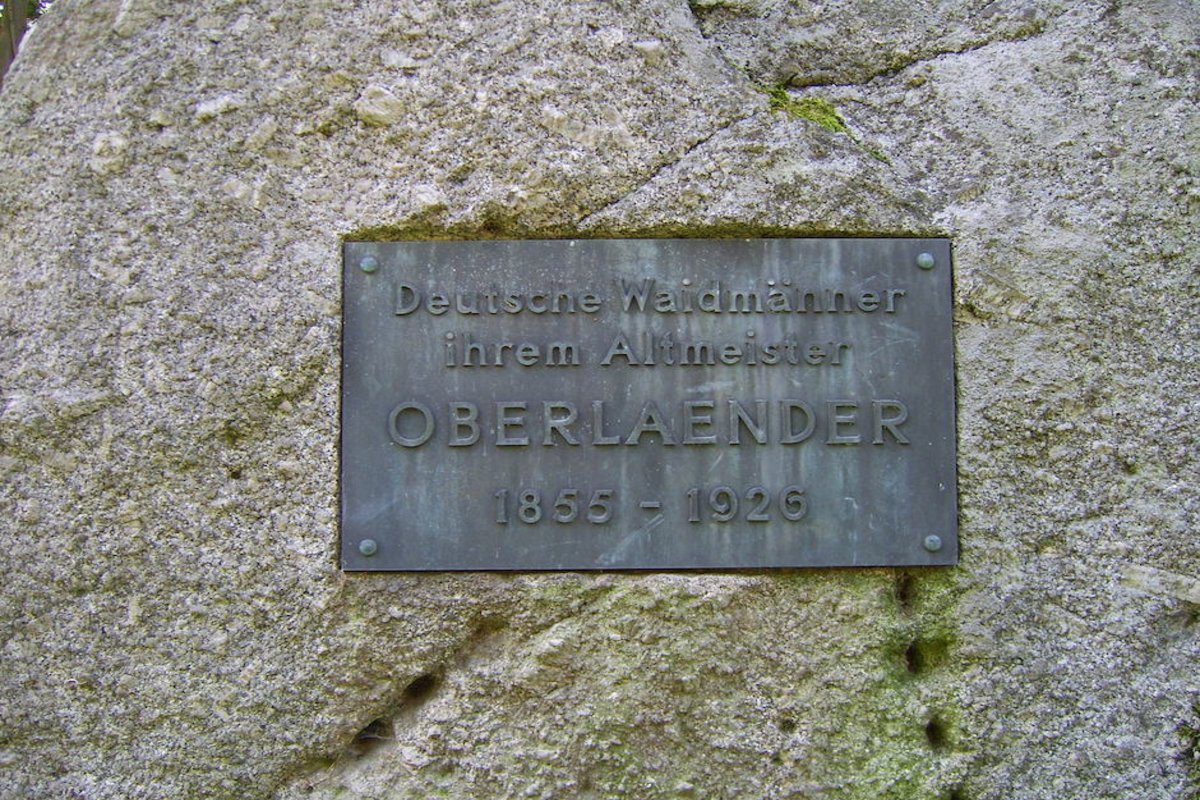 Deutsche Waidmänner
ihrem Altmeister
OBERLAENDER
1855 - 1926